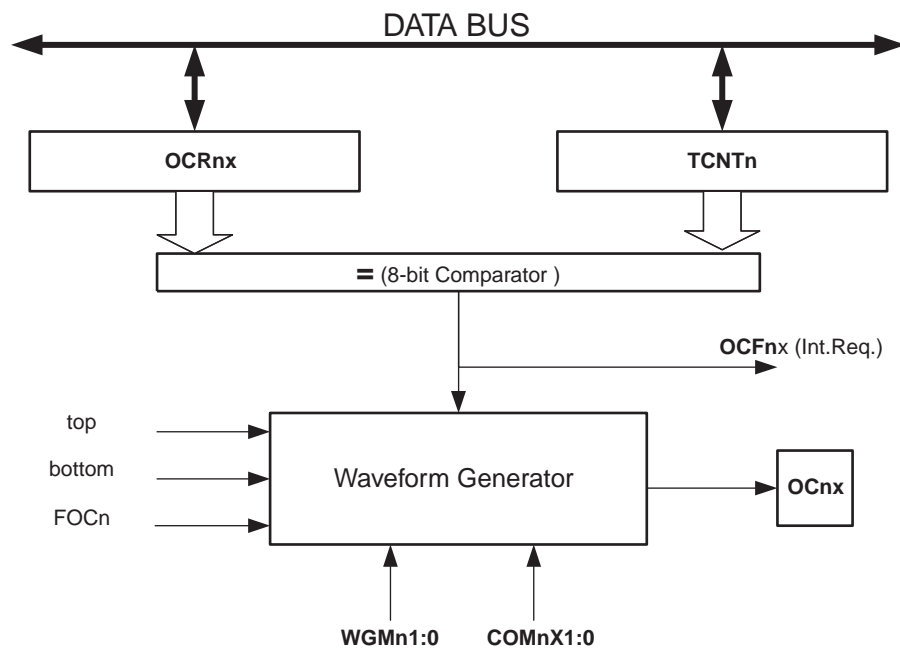 DATA BUS
OCRnx
TCNTn
= (8-bit Comparator )
OCFnx (Int.Req.)
top
bottom
FOCn
Waveform Generator
OCnx
WGMn1:0
COMnX1:0